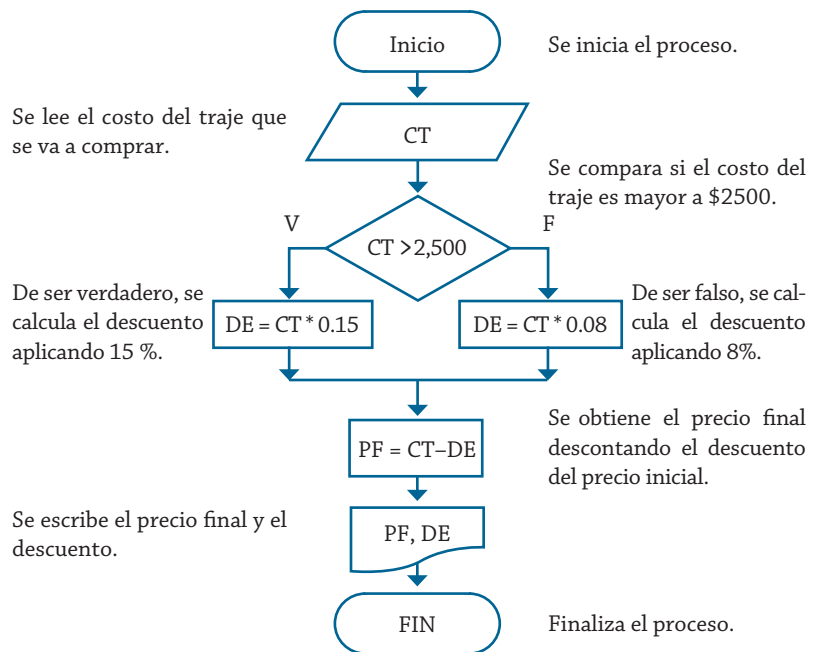 Inicio
Se inicia el proceso.
Se lee el costo del traje que
se va a comprar.
CT
Se compara si el costo del
traje es mayor a $2500.
V
F
CT >2,500
De ser verdadero, se
calcula el descuento
aplicando 15 %.
DE = CT * 0.15
DE = CT * 0.08
De ser falso, se cal-
cula el descuento
aplicando 8%.
PF = CT–DE
Se obtiene el precio final
descontando el descuento
del precio inicial.
Se escribe el precio final y el
descuento.
PF, DE
FIN
Finaliza el proceso.